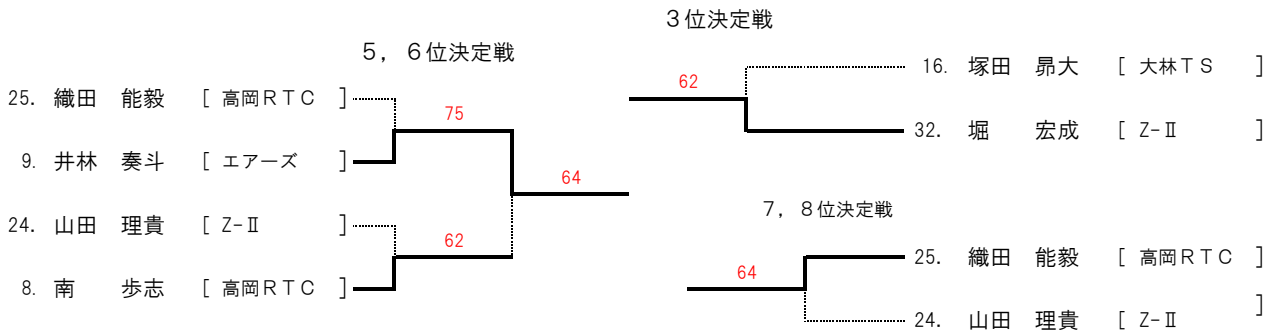 ３位決定戦
５，６位決定戦
16. 塚田 昴大 [ 大林ＴＳ ]
62
25. 織田 能毅 [ 高岡ＲＴＣ ]
75
32. 堀 宏成 [ Z-Ⅱ ]
9. 井林 奏斗 [ エアーズ ]
64
24. 山田 理貴 [ Z-Ⅱ ]
７，８位決定戦
62
25. 織田 能毅 [ 高岡ＲＴＣ ]
64
8. 南 歩志 [ 高岡ＲＴＣ ]
24. 山田 理貴 [ Z-Ⅱ ]